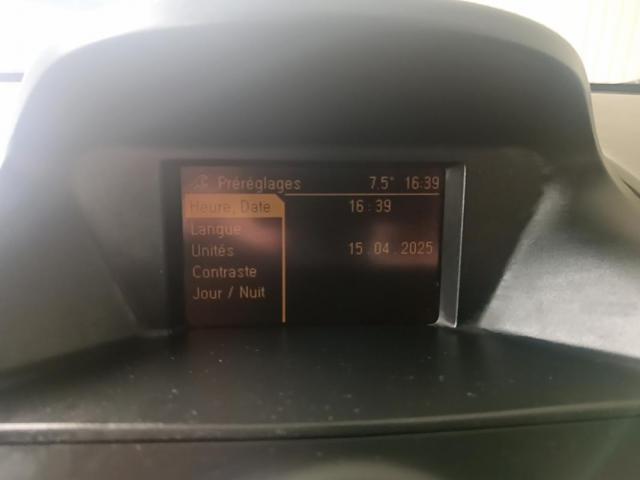 Préréglages 7.5° 16:39
Heure, Date 16 : 39
Langue
Unités 15 . 04 . 2025
Contraste
Jour / Nuit